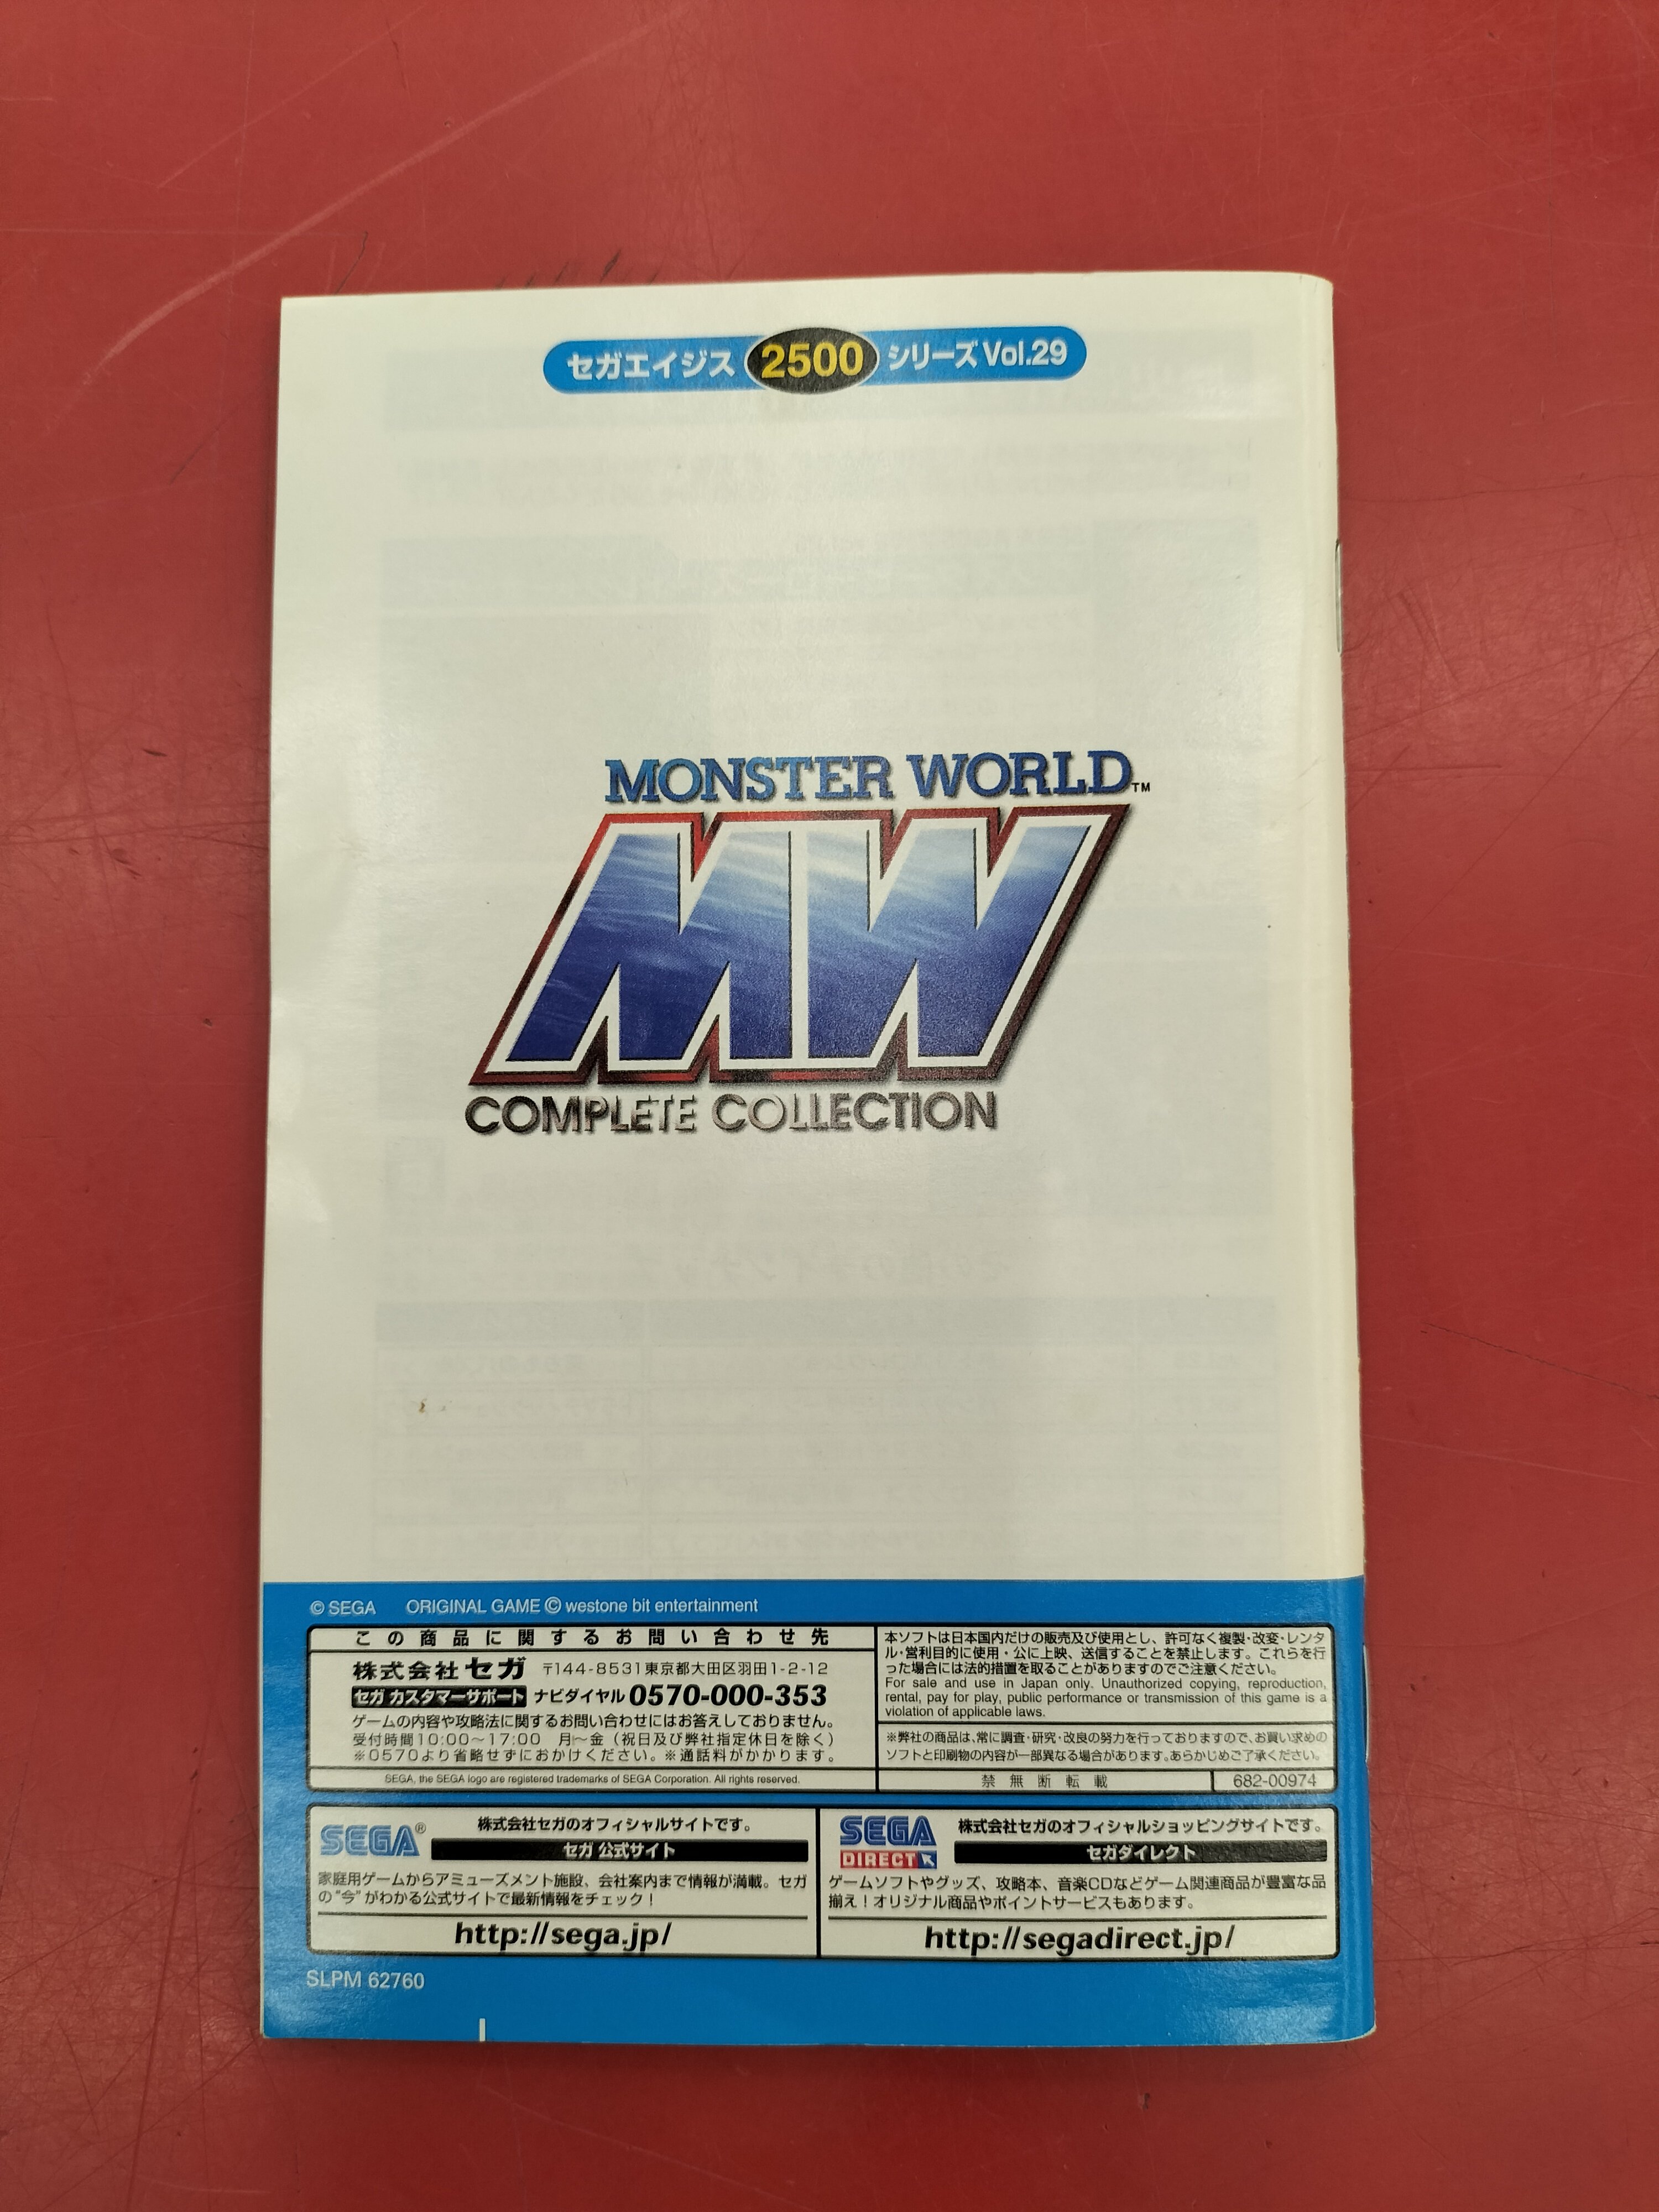 セガエイジス 2500 シリーズ Vol.29
MONSTER WORLD™
MW
COMPLETE COLLECTION
© SEGA ORIGINAL GAME © westone bit entertainment
この商品に関するお問い合わせ先
株式会社セガ 〒144-8531東京都大田区羽田1-2-12
セガ カスタマーサポート ナビダイヤル 0570-000-353
ゲームの内容や攻略法に関するお問い合わせにはお答えしておりません。
受付時間10:00〜17:00 月〜金（祝日及び弊社指定休日を除く）
※0570より省略せずにおかけください。※通話料がかかります。
SEGA, the SEGA logo are registered trademarks of SEGA Corporation. All rights reserved.
本ソフトは日本国内だけの販売及び使用とし、許可なく複製・改変・レンタ
ル・営利目的に使用・公に上映、送信することを禁止します。これらを行
った場合には法的措置を取ることがありますのでご注意ください。
For sale and use in Japan only. Unauthorized copying, reproduction,
rental, pay for play, public performance or transmission of this game is a
violation of applicable laws.
※弊社の商品は、常に調査・研究・改良の努力を行っておりますので、お買い求めの
ソフトと印刷物の内容が一部異なる場合があります。あらかじめご了承ください。
禁無断転載 682-00974
SEGA®
株式会社セガのオフィシャルサイトです。
セガ 公式サイト
家庭用ゲームからアミューズメント施設、会社案内まで情報が満載。セガ
の“今”がわかる公式サイトで最新情報をチェック！
http://sega.jp/
SEGA
DIRECT
株式会社セガのオフィシャルショッピングサイトです。
セガダイレクト
ゲームソフトやグッズ、攻略本、音楽CDなどゲーム関連商品が豊富な品
揃え！オリジナル商品やポイントサービスもあります。
http://segadirect.jp/
SLPM 62760